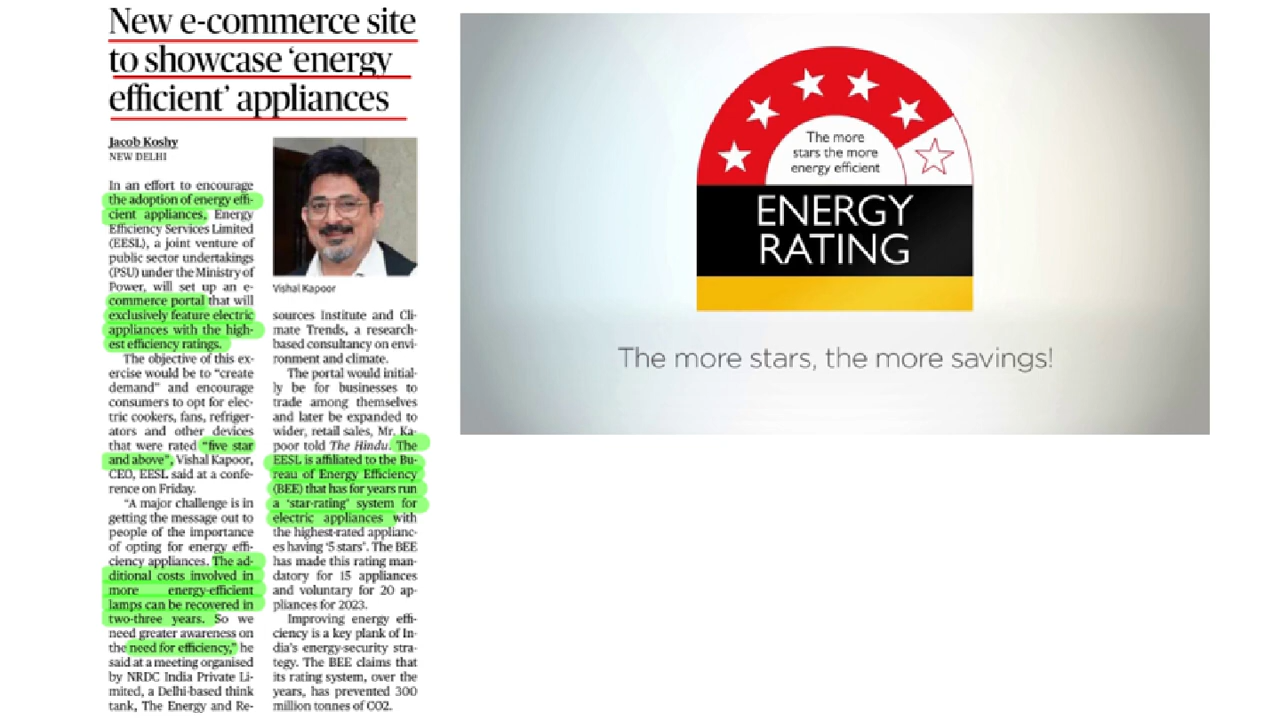 New e-commerce site
to showcase ‘energy
efficient’ appliances
Jacob Koshy
NEW DELHI
In an effort to encourage
the adoption of energy effi-
cient appliances, Energy
Efficiency Services Limited
(EESL), a joint venture of
public sector undertakings
(PSU) under the Ministry of
Power, will set up an e-
commerce portal that will
exclusively feature electric
appliances with the high-
est efficiency ratings.
The objective of this ex-
ercise would be to “create
demand” and encourage
consumers to opt for elec-
tric cookers, fans, refriger-
ators and other devices
that were rated “five star
and above”, Vishal Kapoor,
CEO, EESL said at a confe-
rence on Friday.
“A major challenge is in
getting the message out to
people of the importance
of opting for energy effi-
ciency appliances. The ad-
ditional costs involved in
more energy-efficient
lamps can be recovered in
two-three years. So we
need greater awareness on
the need for efficiency,” he
said at a meeting organised
by NRDC India Private Li-
mited, a Delhi-based think
tank, The Energy and Re-
Vishal Kapoor
sources Institute and Cli-
mate Trends, a research-
based consultancy on envi-
ronment and climate.
The portal would initial-
ly be for businesses to
trade among themselves
and later be expanded to
wider, retail sales, Mr. Ka-
poor told The Hindu. The
EESL is affiliated to the Bu-
reau of Energy Efficiency
(BEE) that has for years run
a ‘star-rating’ system for
electric appliances with
the highest-rated applianc-
es having ‘5 stars’. The BEE
has made this rating man-
datory for 15 appliances
and voluntary for 20 ap-
pliances for 2023.
Improving energy effi-
ciency is a key plank of In-
dia’s energy-security stra-
tegy. The BEE claims that
its rating system, over the
years, has prevented 300
million tonnes of CO2.
The more
stars the more
energy efficient
ENERGY
RATING
The more stars, the more savings!